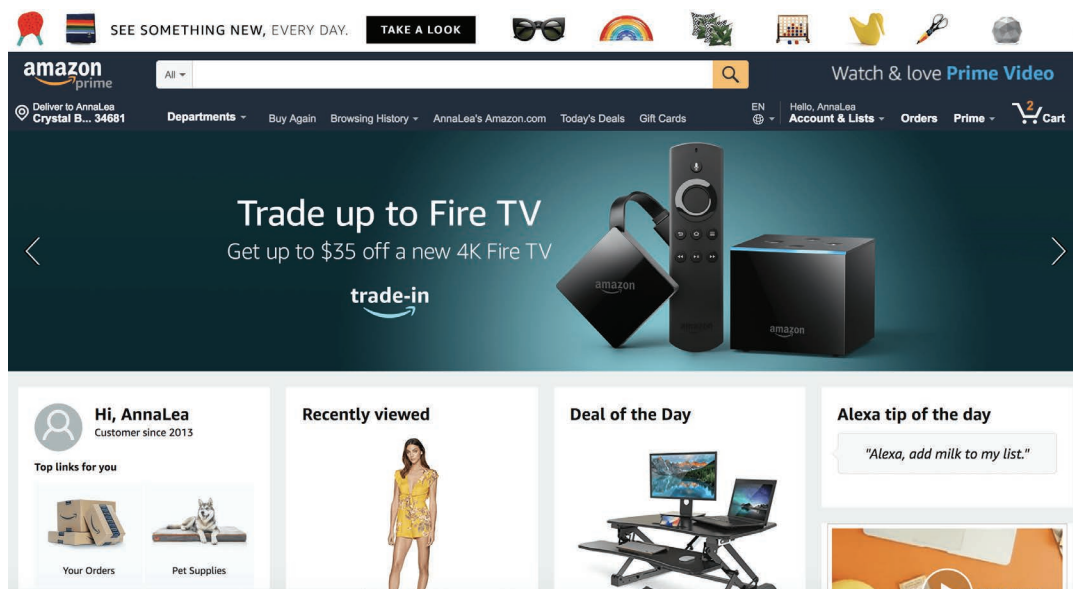 SEE SOMETHING NEW, EVERY DAY. TAKE A LOOK
amazon
prime
All
Watch & love Prime Video
Deliver to AnnaLea
Crystal B... 34681
Departments
Buy Again
Browsing History
AnnaLea's Amazon.com
Today's Deals
Gift Cards
EN
Hello, AnnaLea
Account & Lists
Orders
Prime
2
Cart
Trade up to Fire TV
Get up to $35 off a new 4K Fire TV
trade-in
amazon
amazon
Hi, AnnaLea
Customer since 2013
Top links for you
Your Orders
Pet Supplies
Recently viewed
Deal of the Day
Alexa tip of the day
"Alexa, add milk to my list."